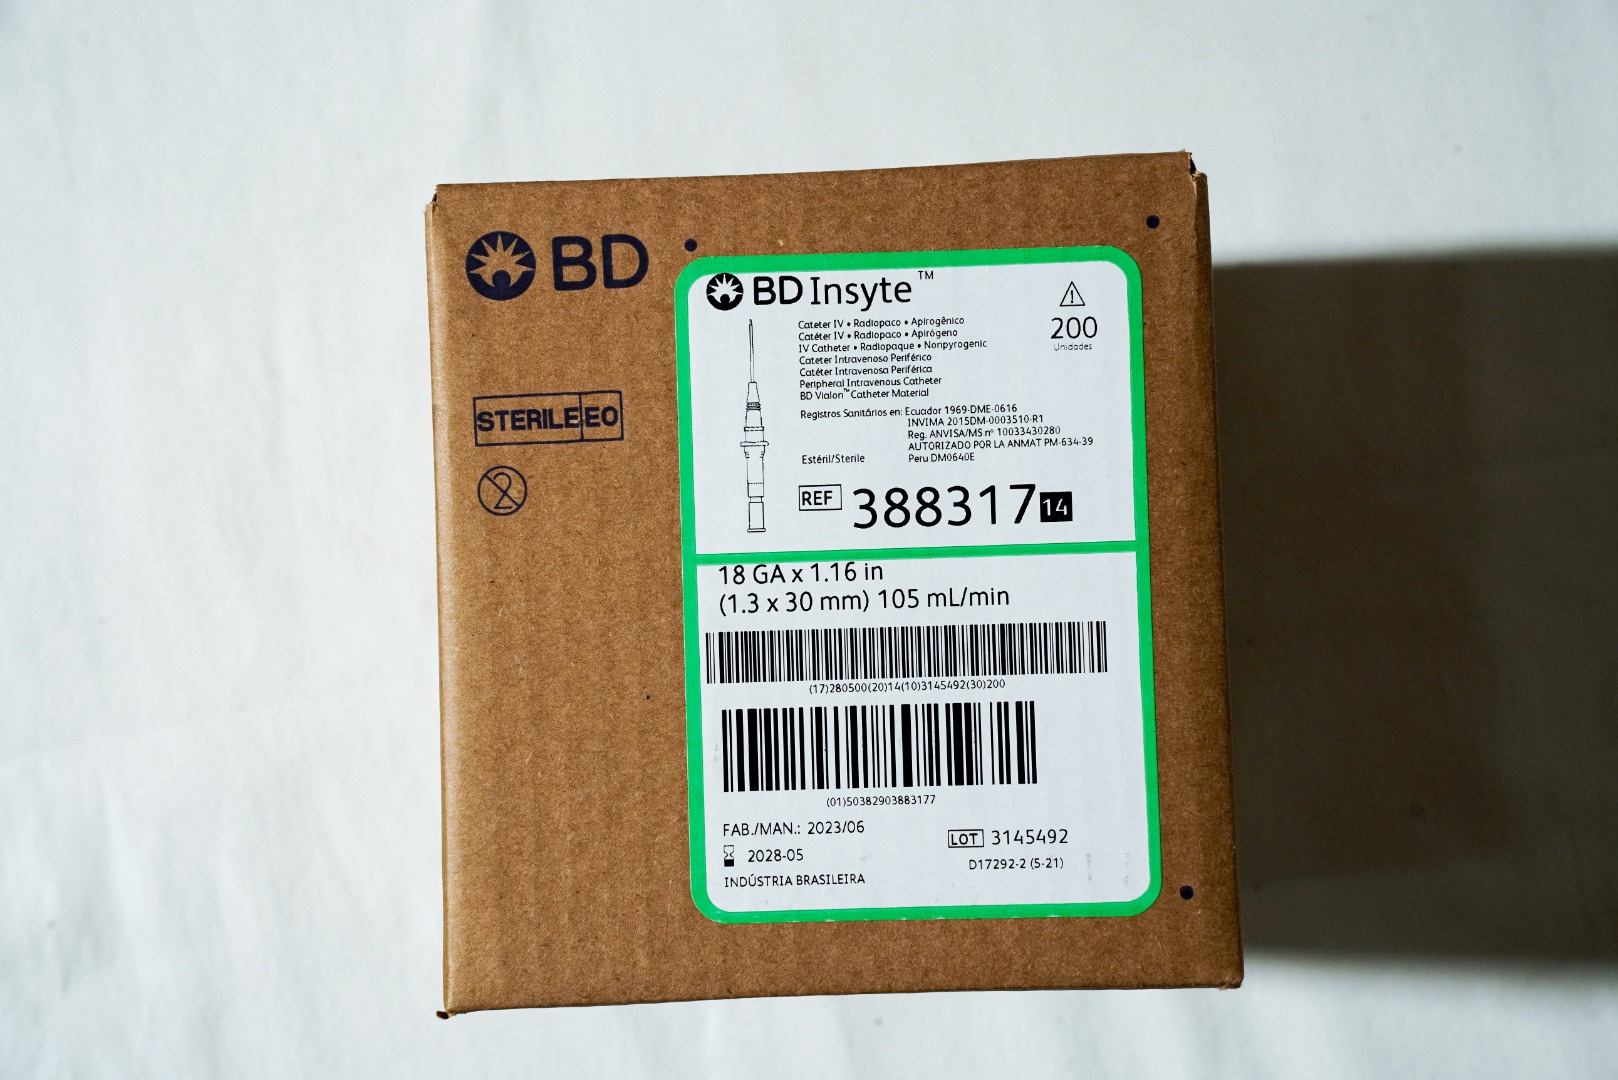 BD
STERILE EO
2
BD Insyte™
Cateter IV • Radiopaco • Apirogênico
Catéter IV • Radiopaco • Apirógeno
IV Catheter • Radiopaque • Nonpyrogenic
Cateter Intravenoso Periférico
Catéter Intravenosa Periférica
Peripheral Intravenous Catheter
BD Vialon™ Catheter Material
200
Unidades
Registros Sanitários en: Ecuador 1969-DME-0616
INVIMA 2015DM-0003510-R1
Reg. ANVISA/MS nº 10033430280
AUTORIZADO POR LA ANMAT PM-634-39
Estéril/Sterile Peru DM0640E
REF 388317 14
18 GA x 1.16 in
(1.3 x 30 mm) 105 mL/min
(17)280500(20)14(10)3145492(30)200
(01)50382903883177
FAB./MAN.: 2023/06
LOT 3145492
2028-05
D17292-2 (5-21)
INDÚSTRIA BRASILEIRA